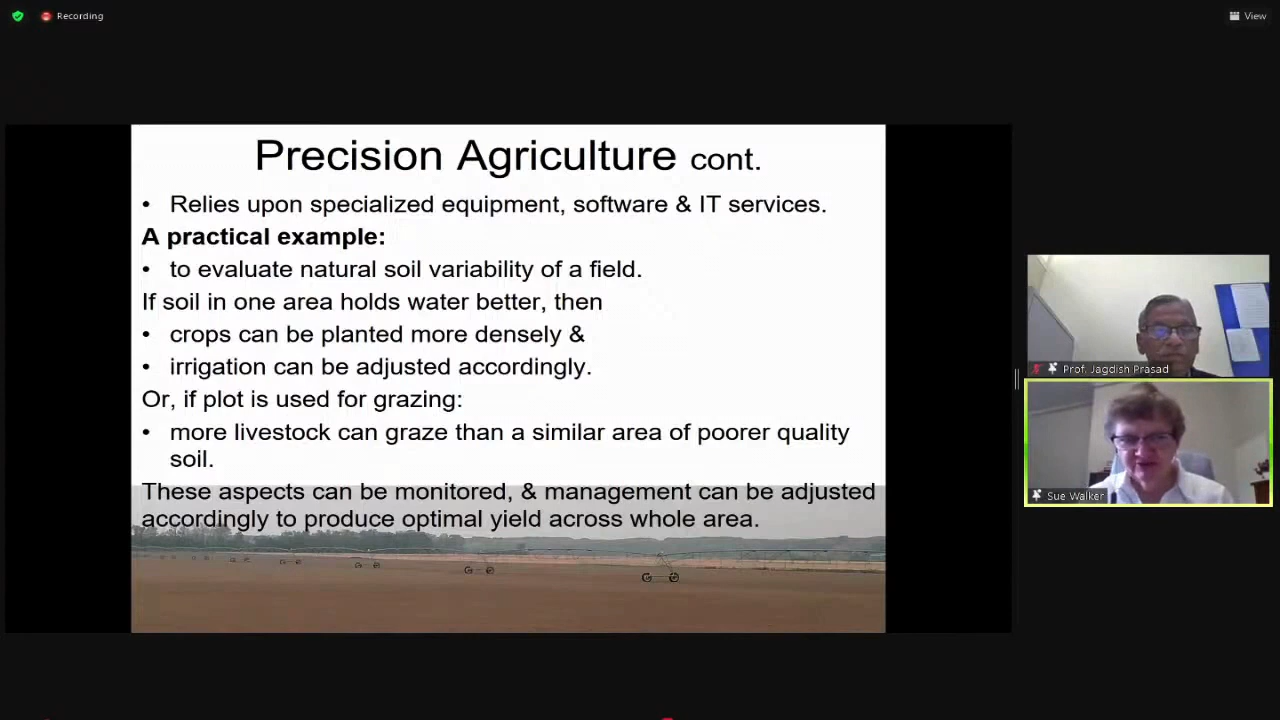 Recording
View
Precision Agriculture cont.
• Relies upon specialized equipment, software & IT services.
A practical example:
• to evaluate natural soil variability of a field.
If soil in one area holds water better, then
• crops can be planted more densely &
• irrigation can be adjusted accordingly.
Or, if plot is used for grazing:
• more livestock can graze than a similar area of poorer quality
soil.
These aspects can be monitored, & management can be adjusted
accordingly to produce optimal yield across whole area.
Prof. Jagdish Prasad
Sue Walker